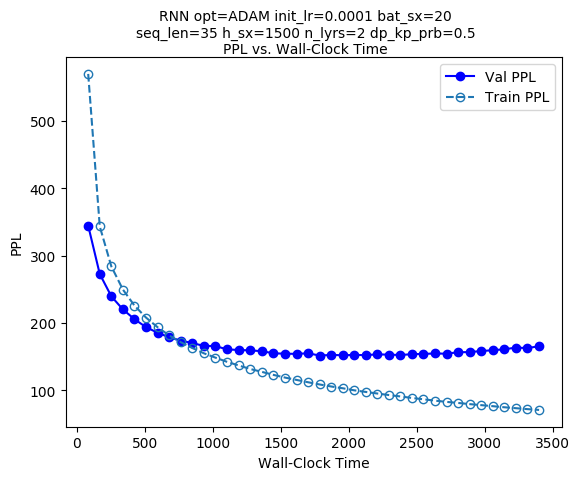 RNN opt=ADAM init_lr=0.0001 bat_sx=20
seq_len=35 h_sx=1500 n_lyrs=2 dp_kp_prb=0.5
PPL vs. Wall-Clock Time
Val PPL
Train PPL
PPL
500
400
300
200
100
0
500
1000
1500
2000
2500
3000
3500
Wall-Clock Time